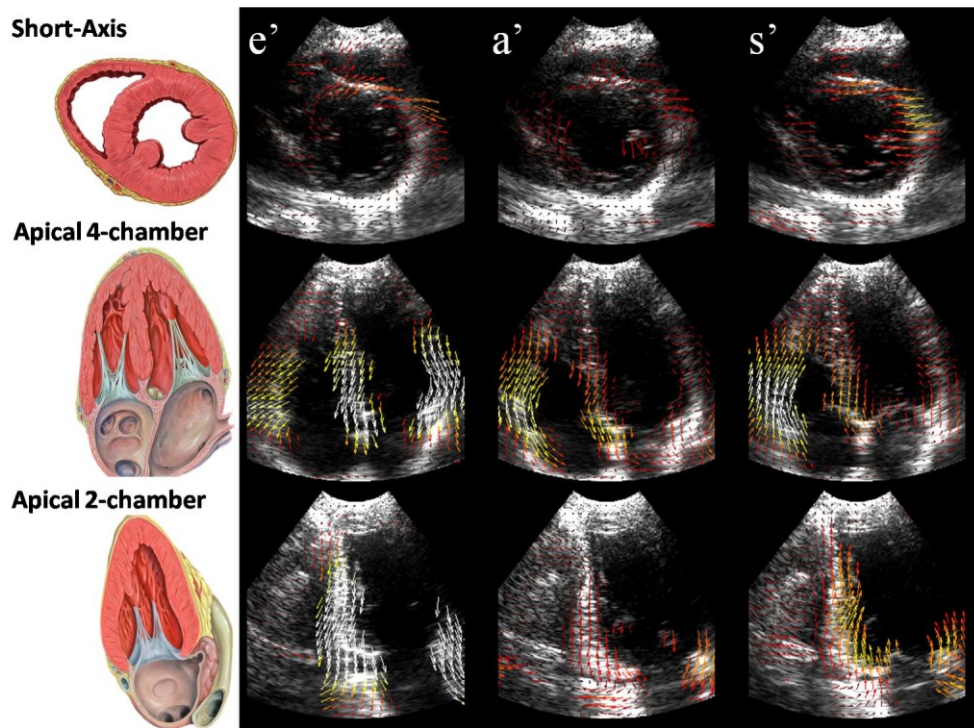 Short-Axis
e’
a’
s’
Apical 4-chamber
Apical 2-chamber